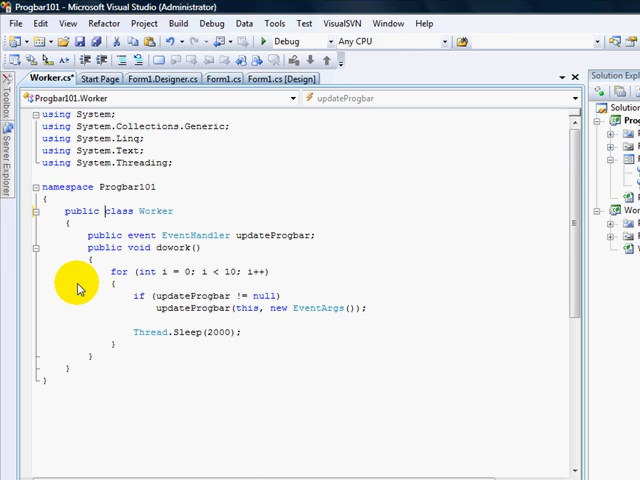 Progbar101 - Microsoft Visual Studio (Administrator)
File Edit View Refactor Project Build Debug Data Tools Test VisualSVN Window Help
Debug Any CPU
Worker.cs* Start Page Form1.Designer.cs Form1.cs Form1.cs [Design]
Solution Explo
Progbar101.Worker updateProgbar
Toolbox
Server Explorer
using System;
using System.Collections.Generic;
using System.Linq;
using System.Text;
using System.Threading;
namespace Progbar101
{
public class Worker
{
public event EventHandler updateProgbar;
public void dowork()
{
for (int i = 0; i < 10; i++)
{
if (updateProgbar != null)
updateProgbar(this, new EventArgs());
Thread.Sleep(2000);
}
}
}
}
Solutio
Prog
Wor